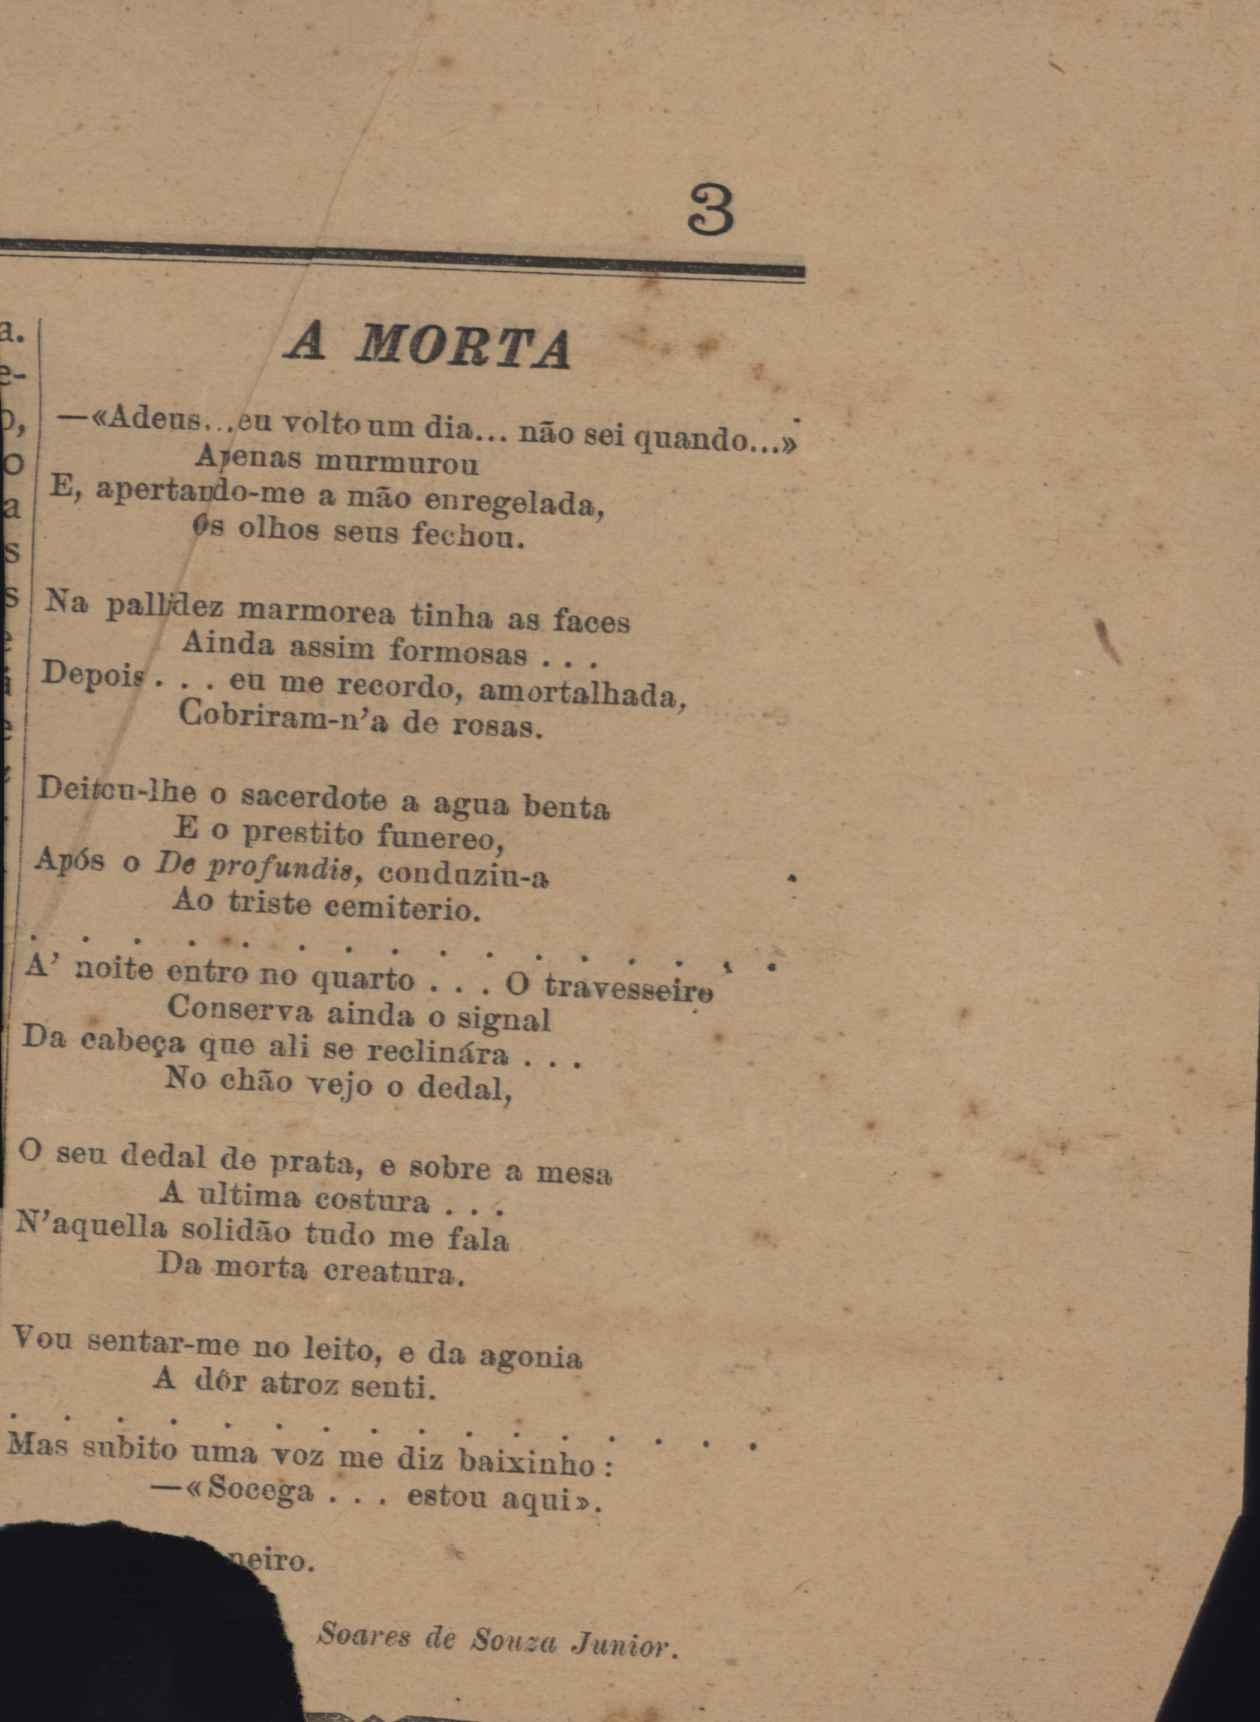 3
A MORTA
—«Adeus...eu volto um dia... não sei quando...»
Apenas murmurou
E, apertando-me a mão enregelada,
Os olhos seus fechou.
Na pallidez marmorea tinha as faces
Ainda assim formosas . . .
Depois . . . eu me recordo, amortalhada,
Cobriram-n'a de rosas.
Deitou-lhe o sacerdote a agua benta
E o prestito funereo,
Após o De profundis, conduziu-a
Ao triste cemiterio.
. . . . . . . . . . . . . . . .
A' noite entro no quarto . . . O travesseiro
Conserva ainda o signal
Da cabeça que ali se reclinára . . .
No chão vejo o dedal,
O seu dedal de prata, e sobre a mesa
A ultima costura . . .
N'aquella solidão tudo me fala
Da morta creatura.
Vou sentar-me no leito, e da agonia
A dôr atroz senti.
. . . . . . . . . . . . . . . .
Mas subito uma voz me diz baixinho :
—«Socega . . . estou aqui».
neiro.
Soares de Souza Junior.